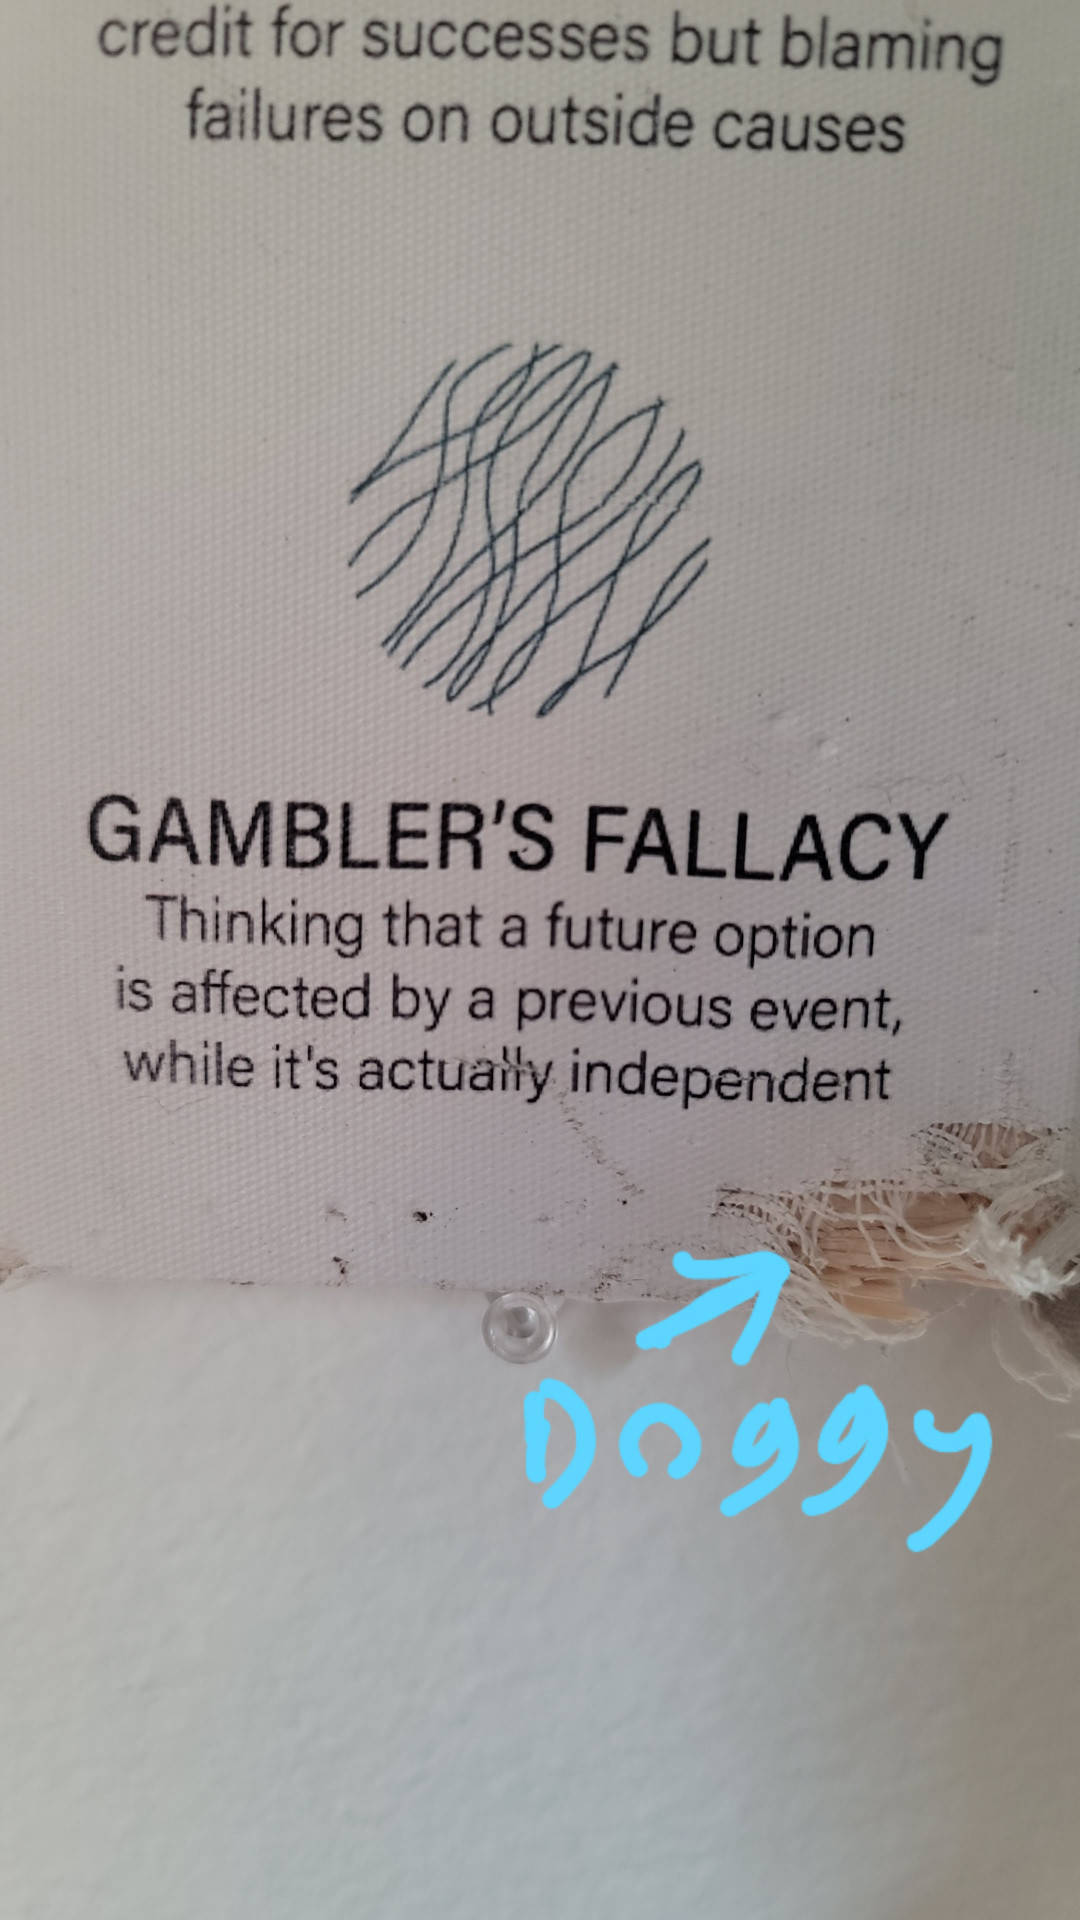 credit for successes but blaming
failures on outside causes
GAMBLER'S FALLACY
Thinking that a future option
is affected by a previous event,
while it's actually independent
Doggy